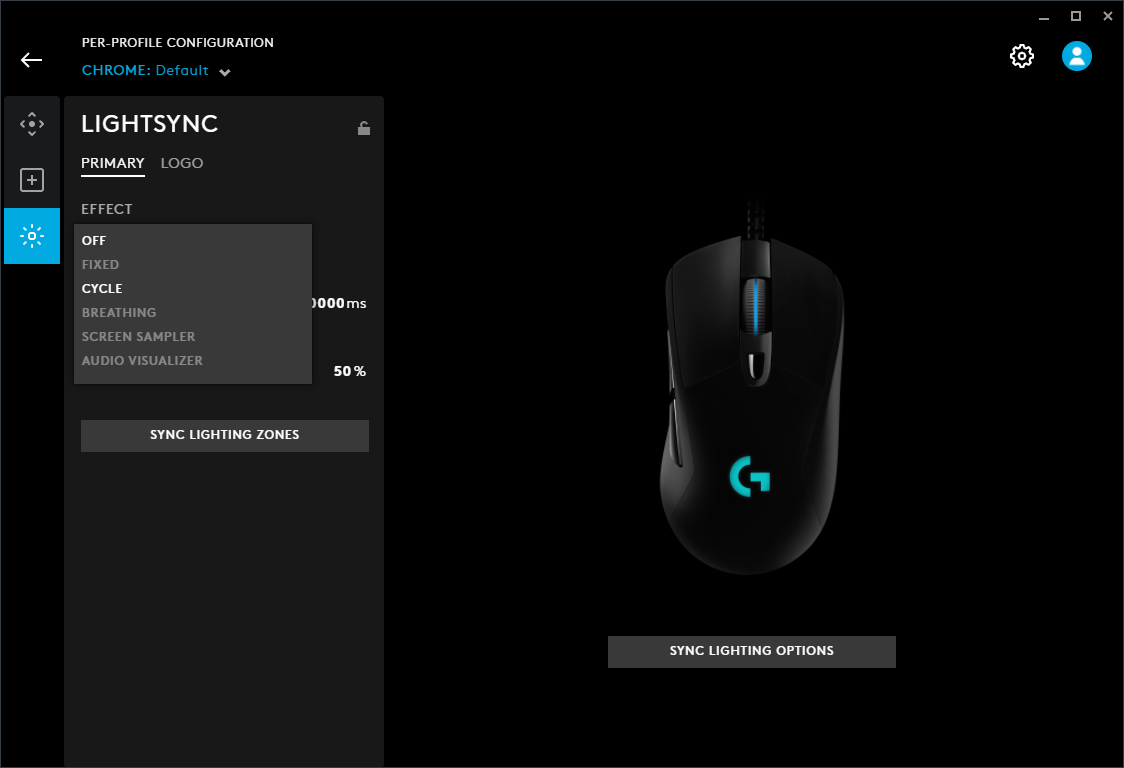 PER-PROFILE CONFIGURATION
CHROME: Default
LIGHTSYNC
PRIMARY LOGO
EFFECT
OFF
FIXED
CYCLE
BREATHING
SCREEN SAMPLER
AUDIO VISUALIZER
0000ms
50%
SYNC LIGHTING ZONES
SYNC LIGHTING OPTIONS